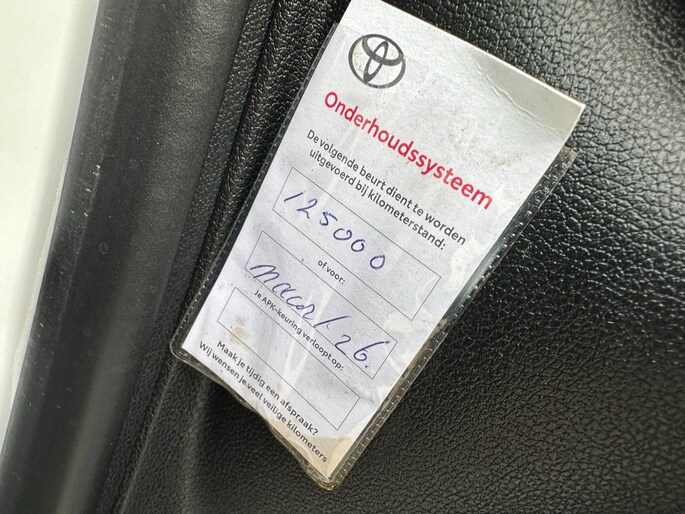 Onderhoudssysteem
De volgende beurt dient te worden
uitgevoerd bij kilometerstand:
125000
of voor:
maart 26.
Je APK-keuring verloopt op:
Maak je tijdig een afspraak?
Wij wensen je veel veilige kilometers